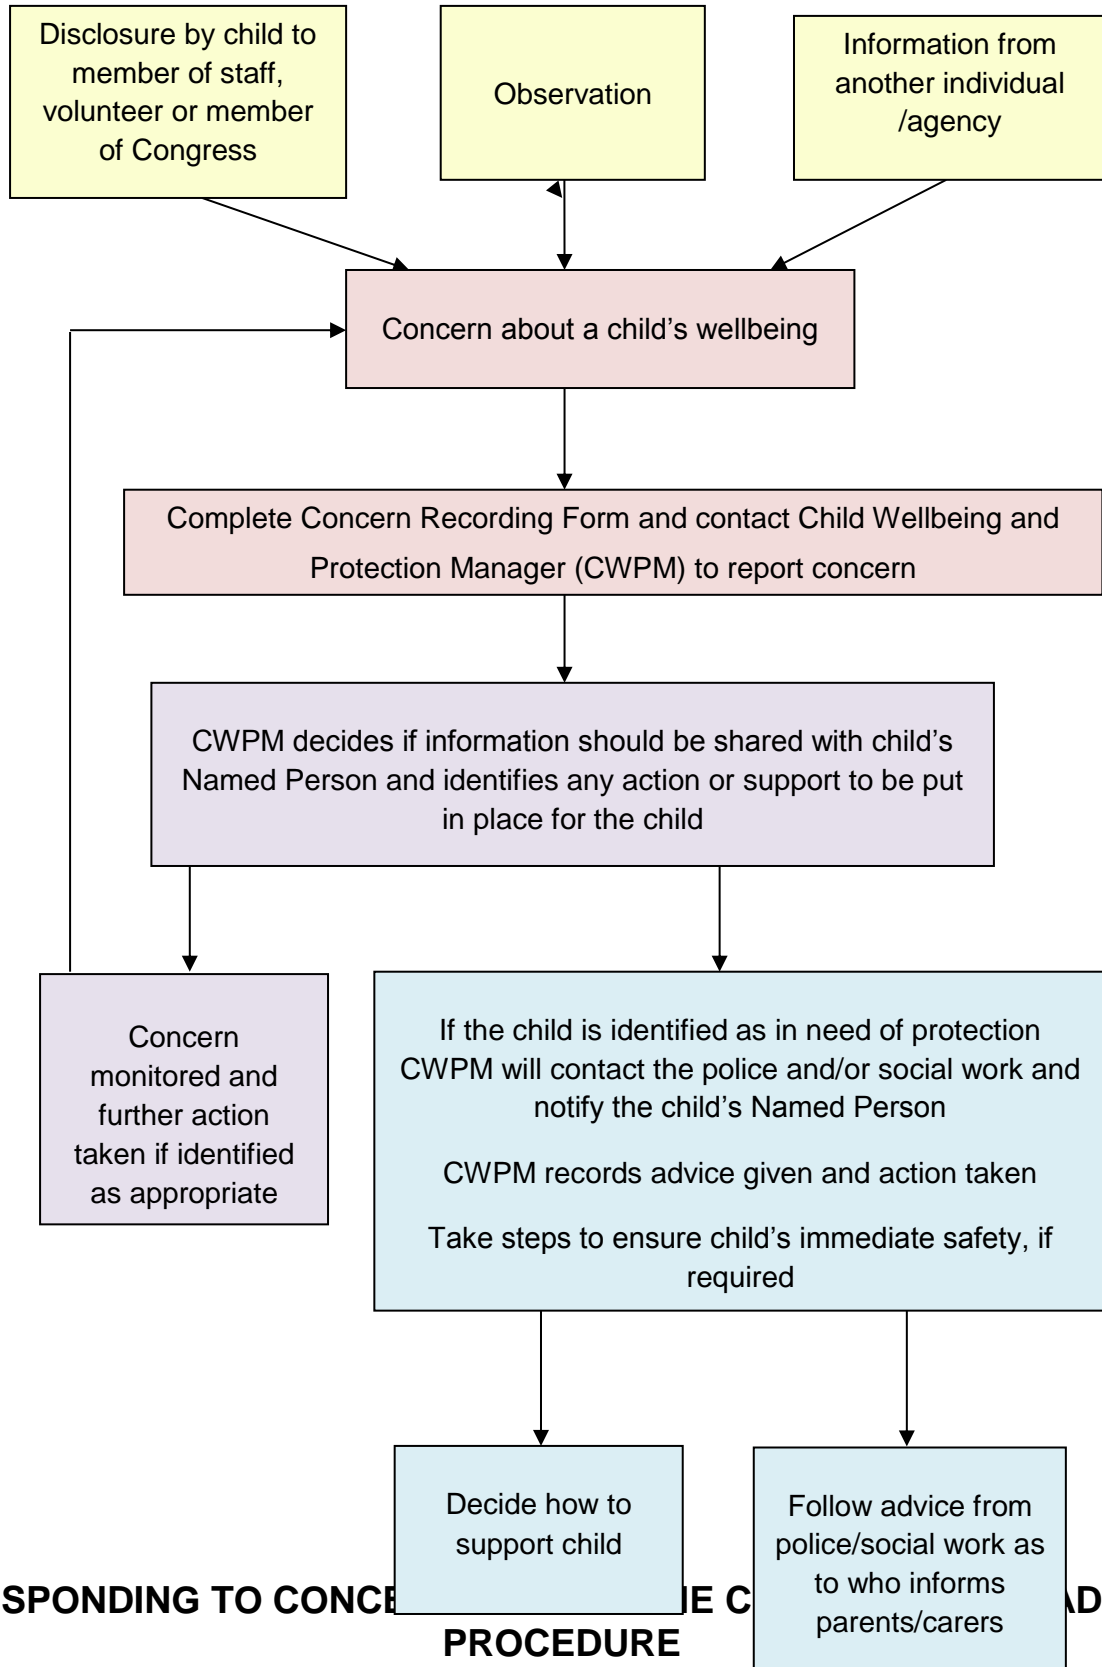 Disclosure by child to
member of staff,
volunteer or member
of Congress
Observation
Information from
another individual
/agency
Concern about a child’s wellbeing
Complete Concern Recording Form and contact Child Wellbeing and
Protection Manager (CWPM) to report concern
CWPM decides if information should be shared with child’s
Named Person and identifies any action or support to be put
in place for the child
Concern
monitored and
further action
taken if identified
as appropriate
If the child is identified as in need of protection
CWPM will contact the police and/or social work and
notify the child’s Named Person
CWPM records advice given and action taken
Take steps to ensure child’s immediate safety, if
required
Decide how to
support child
Follow advice from
police/social work as
to who informs
parents/carers
TO
PROCEDURE